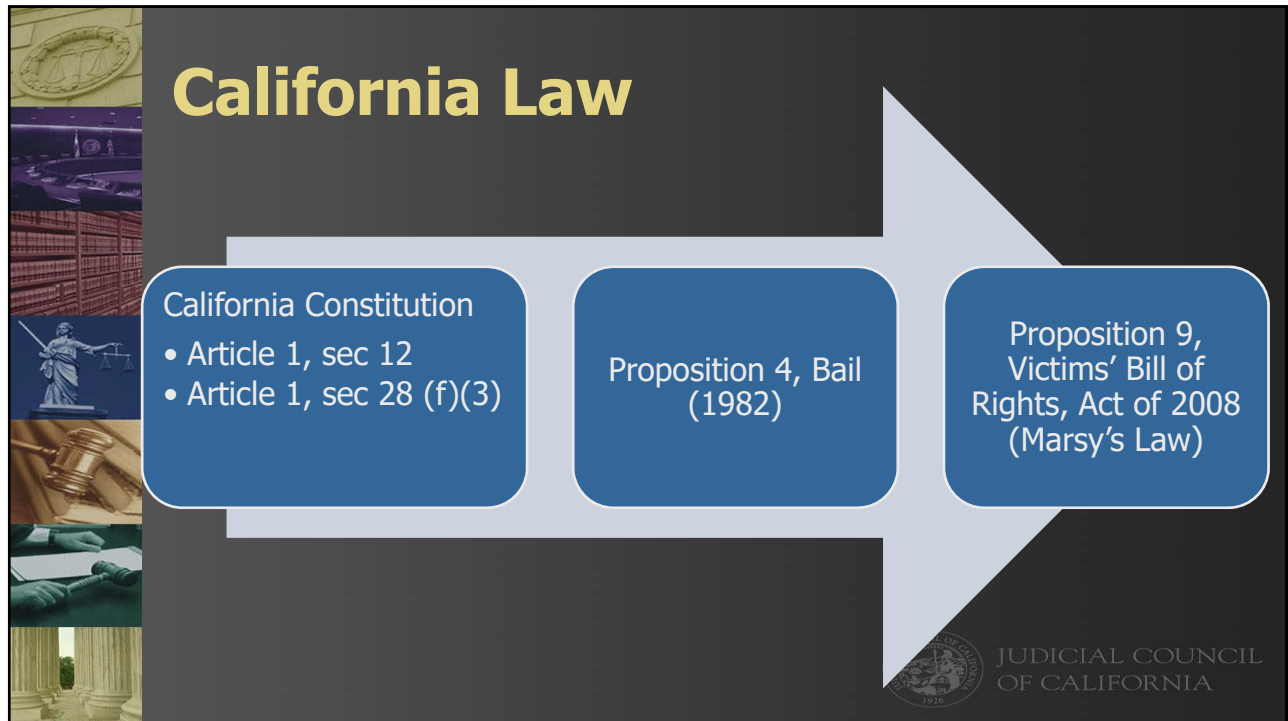 California Law
California Constitution
• Article 1, sec 12
• Article 1, sec 28 (f)(3)
Proposition 4, Bail
(1982)
Proposition 9,
Victims’ Bill of
Rights, Act of 2008
(Marsy’s Law)
JUDICIAL COUNCIL
OF CALIFORNIA
1926